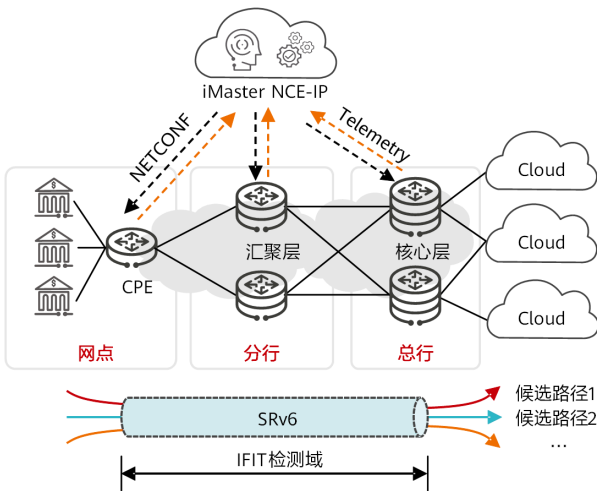 iMaster NCE-IP
NETCONF
Telemetry
Cloud
Cloud
Cloud
汇聚层
核心层
CPE
网点
分行
总行
SRv6
候选路径1
候选路径2
...
IFIT检测域